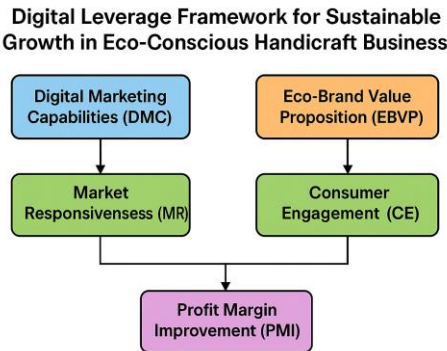 Digital Leverage Framework for Sustainable
Growth in Eco-Conscious Handicraft Business
Digital Marketing
Capabilities (DMC)
Eco-Brand Value
Proposition (EBVP)
Market
Responsivenesss (MR)
Consumer
Engagement (CE)
Profit Margin
Improvement (PMI)